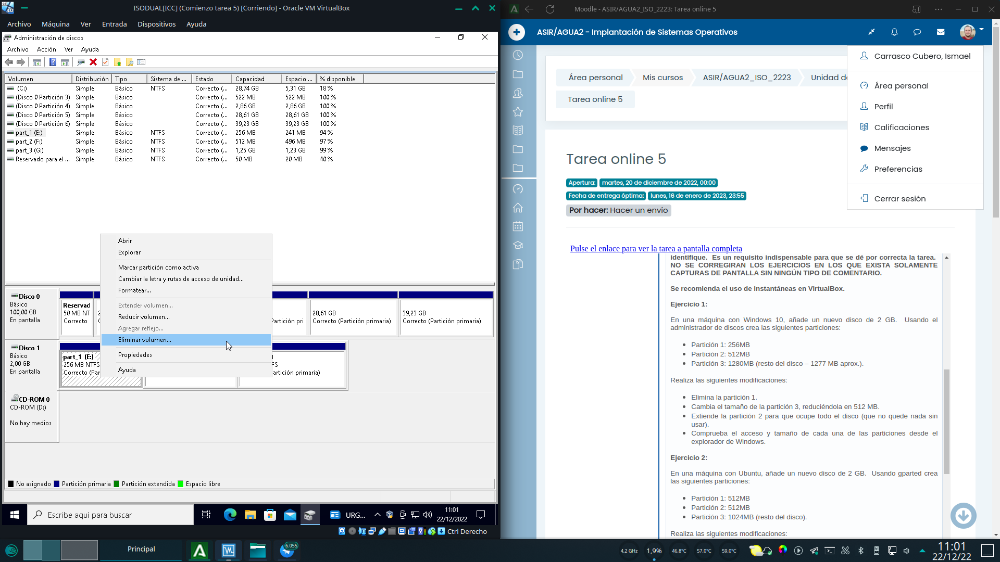 ISODUAL[ICC] (Comienzo tarea 5) [Corriendo] - Oracle VM VirtualBox
Archivo Máquina Ver Entrada Dispositivos Ayuda
Administración de discos
Archivo Acción Ver Ayuda
Volumen Distribución Tipo Sistema de ... Estado Capacidad Espacio ... % disponible
(C:) Simple Básico NTFS Correcto (... 28,74 GB 5,31 GB 18 %
(Disco 0 Partición 3) Simple Básico Correcto (... 522 MB 522 MB 100 %
(Disco 0 Partición 4) Simple Básico Correcto (... 2,86 GB 2,86 GB 100 %
(Disco 0 Partición 5) Simple Básico Correcto (... 28,61 GB 28,61 GB 100 %
(Disco 0 Partición 6) Simple Básico Correcto (... 39,23 GB 39,23 GB 100 %
part_1 (E:) Simple Básico NTFS Correcto (... 256 MB 241 MB 94 %
part_2 (F:) Simple Básico NTFS Correcto (... 512 MB 496 MB 97 %
part_3 (G:) Simple Básico NTFS Correcto (... 1,25 GB 1,23 GB 99 %
Reservado para el ... Simple Básico NTFS Correcto (... 50 MB 20 MB 40 %
Abrir
Explorar
Marcar partición como activa
Cambiar la letra y rutas de acceso de unidad...
Formatear...
Extender volumen...
Reducir volumen...
Agregar reflejo...
Eliminar volumen...
Propiedades
Ayuda
Disco 0
Básico
100,00 GB
En pantalla
Reservad
50 MB NT
Correcto
Partición pri
28,61 GB
Correcto (Partición primaria)
39,23 GB
Correcto (Partición primaria)
Disco 1
Básico
2,00 GB
En pantalla
part_1 (E:)
256 MB NTFS
Correcto (Par
FS
artición primaria)
CD-ROM 0
CD-ROM (D:)
No hay medios
No asignado Partición primaria Partición extendida Espacio libre
Escribe aquí para buscar
URG...
11:01
22/12/2022
Ctrl Derecho
Moodle - ASIR/AGUA2_ISO_2223: Tarea online 5
ASIR/AGUA2 - Implantación de Sistemas Operativos
Carrasco Cubero, Ismael
Área personal
Perfil
Calificaciones
Mensajes
Preferencias
Cerrar sesión
Área personal Mis cursos ASIR/AGUA2_ISO_2223 Unidad d
Tarea online 5
Tarea online 5
Apertura: martes, 20 de diciembre de 2022, 00:00
Fecha de entrega óptima: lunes, 16 de enero de 2023, 23:55
Por hacer: Hacer un envío
Pulse el enlace para ver la tarea a pantalla completa
identifique. Es un requisito indispensable para que se dé por correcta la tarea.
NO SE CORREGIRAN LOS EJERCICIOS EN LOS QUE EXISTA SOLAMENTE
CAPTURAS DE PANTALLA SIN NINGÚN TIPO DE COMENTARIO.
Se recomienda el uso de instantáneas en VirtualBox.
Ejercicio 1:
En una máquina con Windows 10, añade un nuevo disco de 2 GB. Usando el
administrador de discos crea las siguientes particiones:
• Partición 1: 256MB
• Partición 2: 512MB
• Partición 3: 1280MB (resto del disco – 1277 MB aprox.).
Realiza las siguientes modificaciones:
• Elimina la partición 1.
• Cambia el tamaño de la partición 3, reduciéndola en 512 MB.
• Extiende la partición 2 para que ocupe todo el disco (que no quede nada sin
usar).
• Comprueba el acceso y tamaño de cada una de las particiones desde el
explorador de Windows.
Ejercicio 2:
En una máquina con Ubuntu, añade un nuevo disco de 2 GB. Usando gparted crea
las siguientes particiones:
• Partición 1: 512MB
• Partición 2: 512MB
• Partición 3: 1024MB (resto del disco).
Realiza las siguientes modificaciones:
Principal
6.055
4,2 GHz
1,9%
46,8°C
57,0°C
59,0°C
11:01
22/12/22